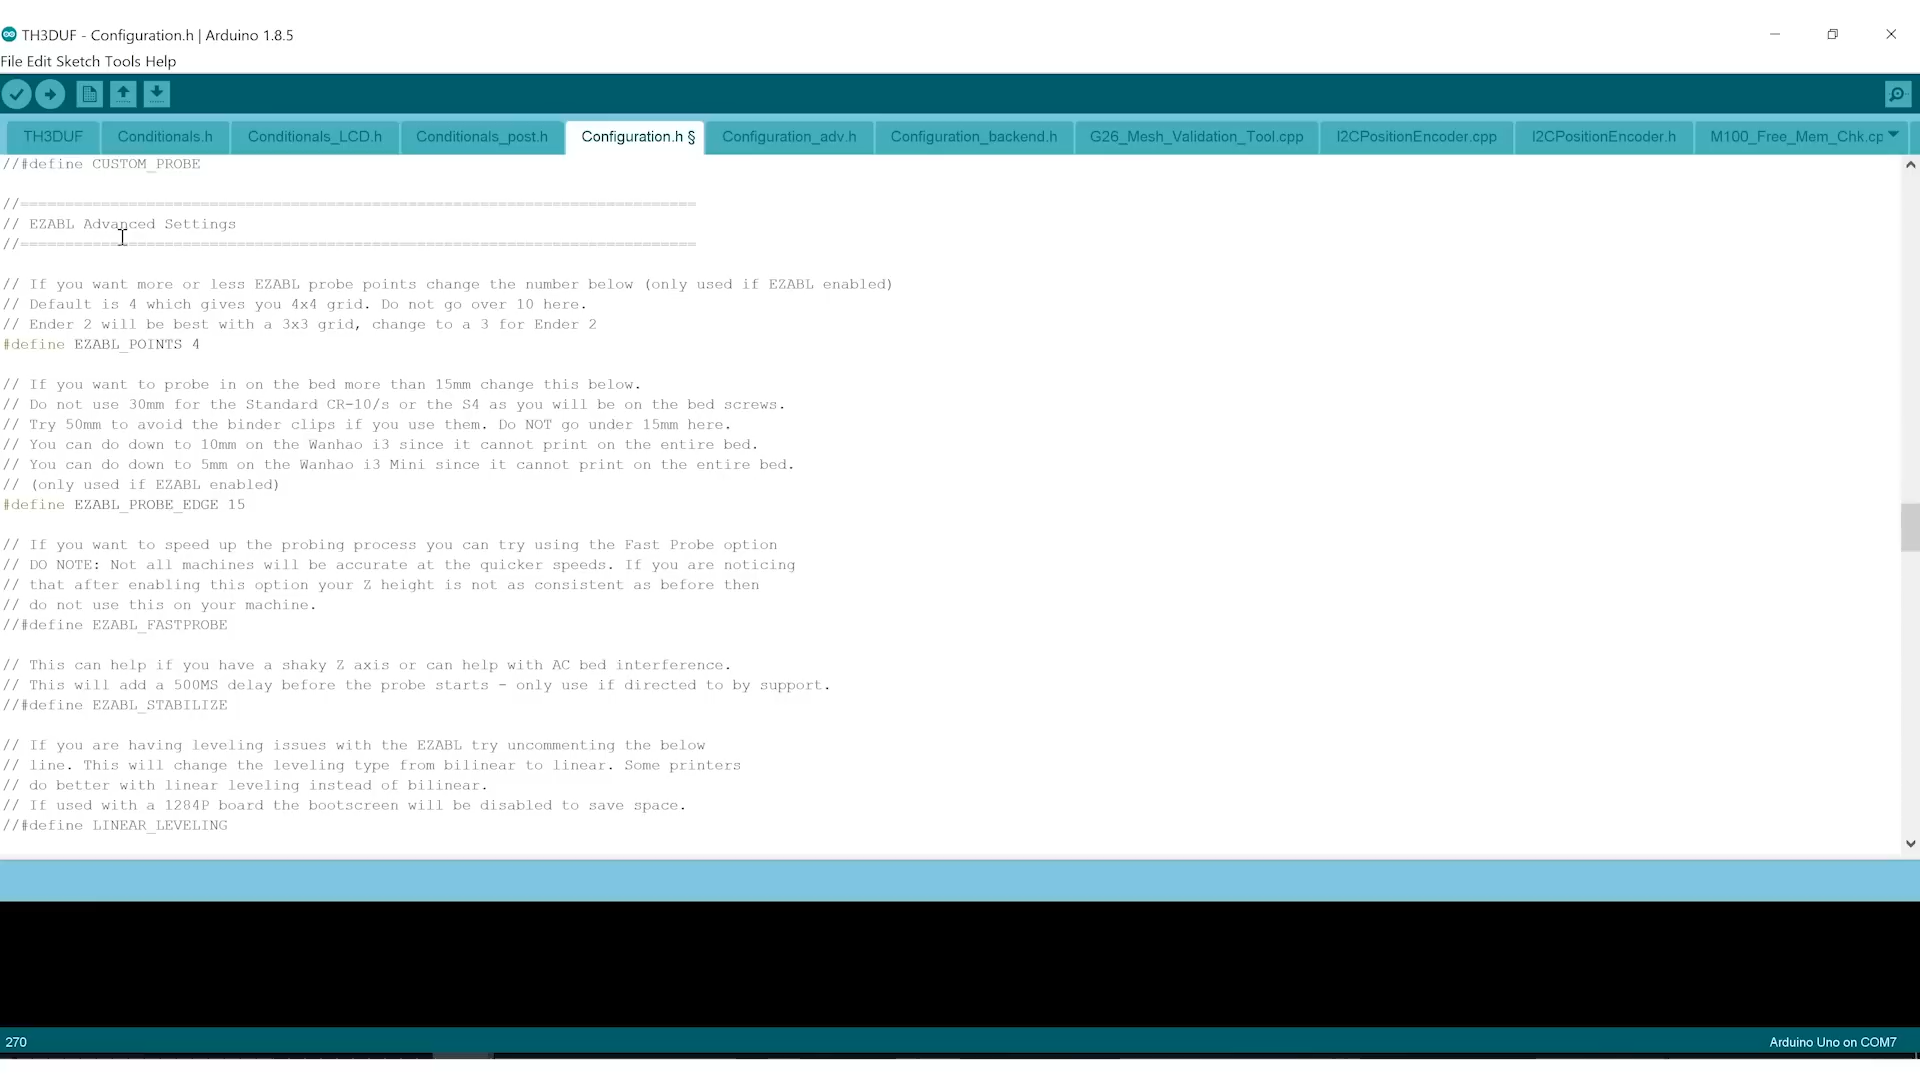 TH3DUF - Configuration.h | Arduino 1.8.5
File Edit Sketch Tools Help
TH3DUF Conditionals.h Conditionals_LCD.h Conditionals_post.h Configuration.h § Configuration_adv.h Configuration_backend.h G26_Mesh_Validation_Tool.cpp I2CPositionEncoder.cpp I2CPositionEncoder.h M100_Free_Mem_Chk.cp
//#define CUSTOM_PROBE
//===========================================================================
// EZABL Advanced Settings
//===========================================================================
// If you want more or less EZABL probe points change the number below (only used if EZABL enabled)
// Default is 4 which gives you 4x4 grid. Do not go over 10 here.
// Ender 2 will be best with a 3x3 grid, change to a 3 for Ender 2
#define EZABL_POINTS 4
// If you want to probe in on the bed more than 15mm change this below.
// Do not use 30mm for the Standard CR-10/s or the S4 as you will be on the bed screws.
// Try 50mm to avoid the binder clips if you use them. Do NOT go under 15mm here.
// You can do down to 10mm on the Wanhao i3 since it cannot print on the entire bed.
// You can do down to 5mm on the Wanhao i3 Mini since it cannot print on the entire bed.
// (only used if EZABL enabled)
#define EZABL_PROBE_EDGE 15
// If you want to speed up the probing process you can try using the Fast Probe option
// DO NOTE: Not all machines will be accurate at the quicker speeds. If you are noticing
// that after enabling this option your Z height is not as consistent as before then
// do not use this on your machine.
//#define EZABL_FASTPROBE
// This can help if you have a shaky Z axis or can help with AC bed interference.
// This will add a 500MS delay before the probe starts - only use if directed to by support.
//#define EZABL_STABILIZE
// If you are having leveling issues with the EZABL try uncommenting the below
// line. This will change the leveling type from bilinear to linear. Some printers
// do better with linear leveling instead of bilinear.
// If used with a 1284P board the bootscreen will be disabled to save space.
//#define LINEAR_LEVELING
270
Arduino Uno on COM7